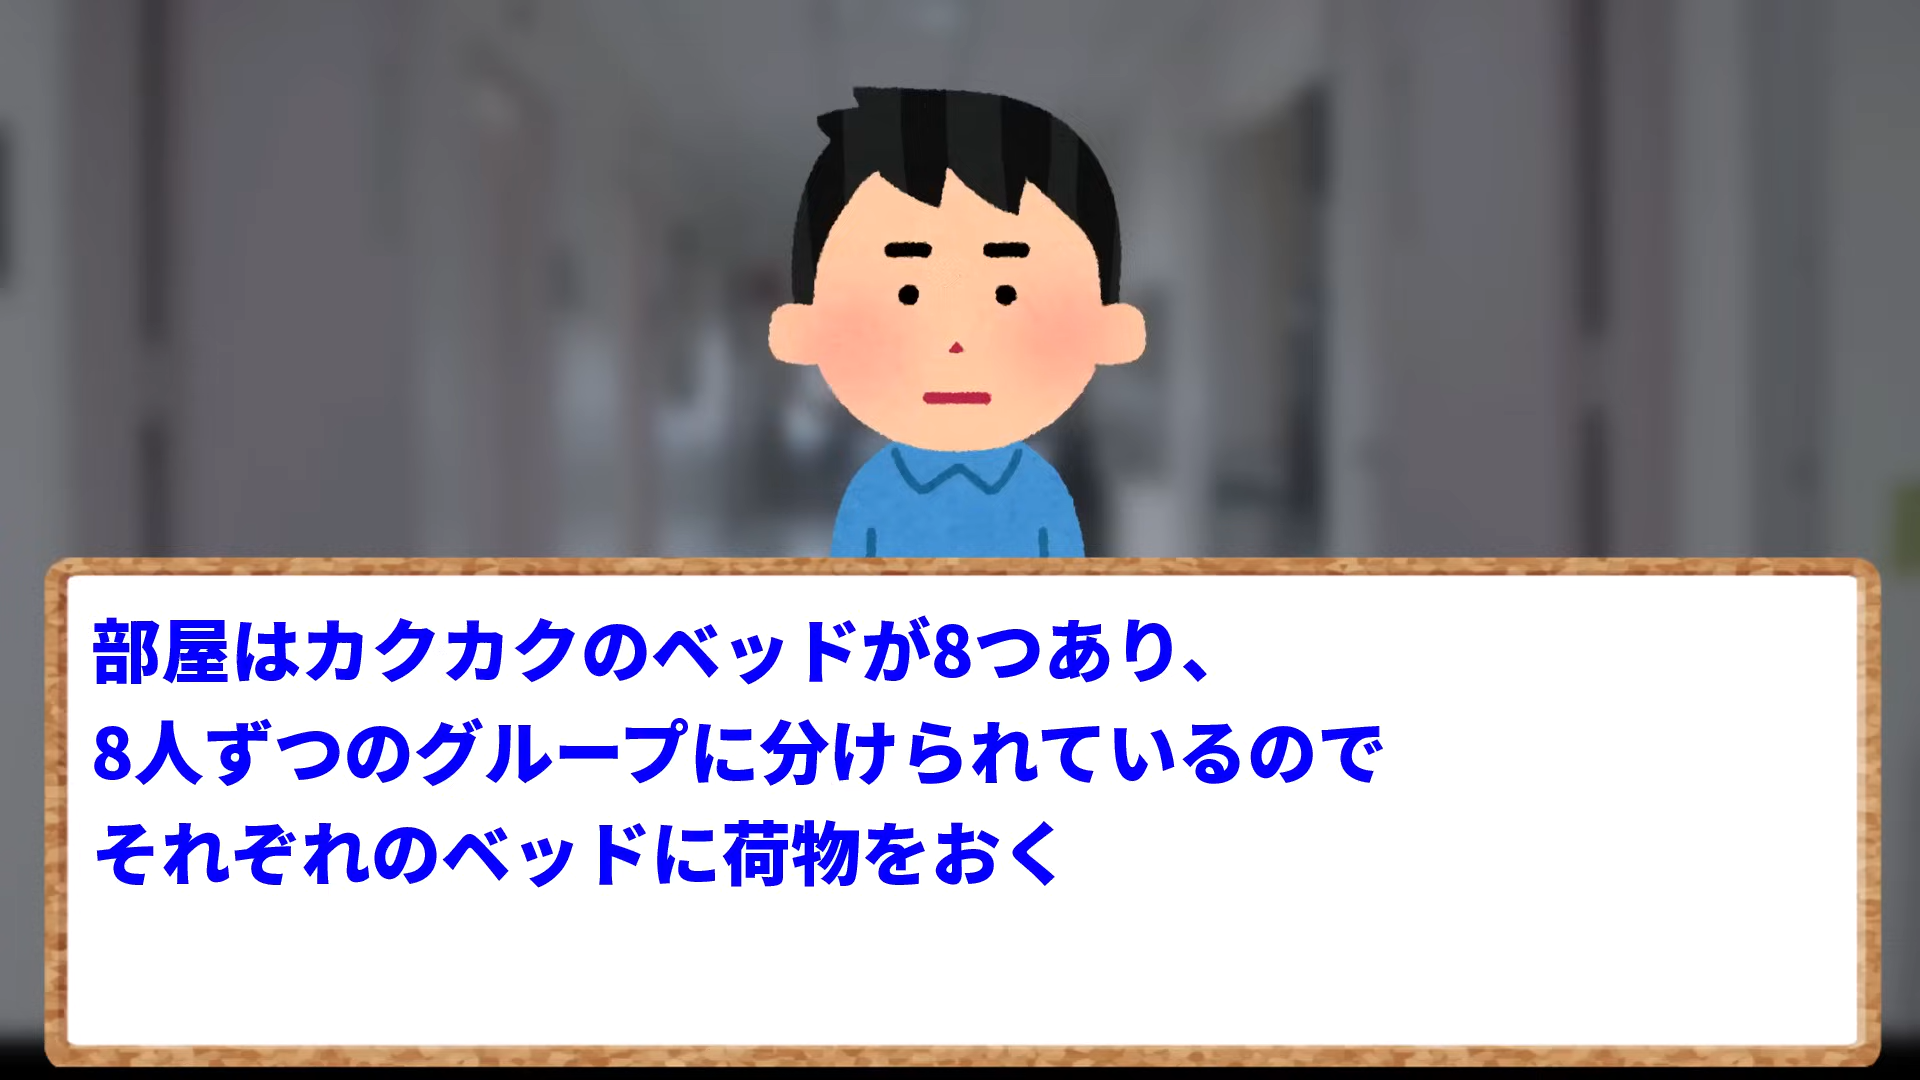 部屋はカクカクのベッドが8つあり、
8人ずつのグループに分けられているので
それぞれのベッドに荷物をおく